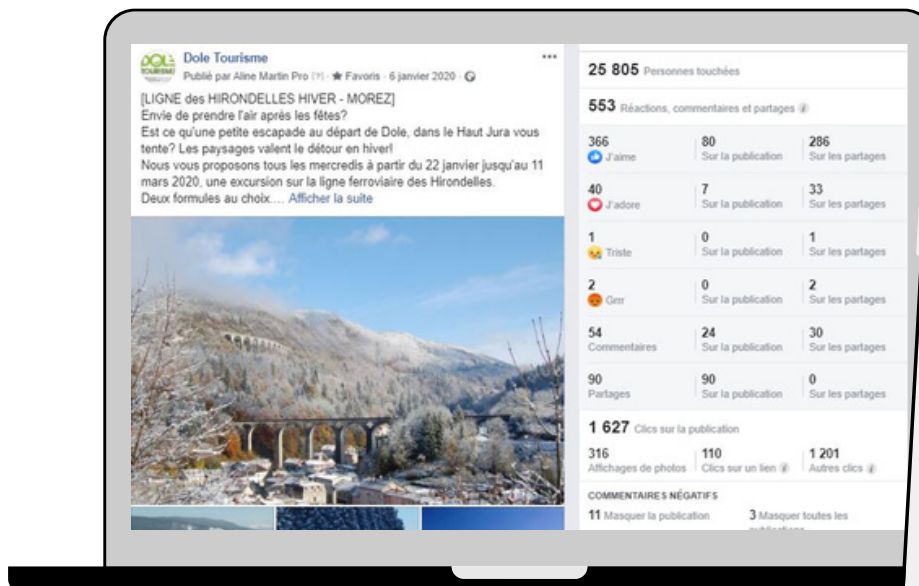 DOLE
TOURISME
Dole Tourisme
Publié par Aline Martin Pro [?] · Favoris · 6 janvier 2020 ·
[LIGNE des HIRONDELLES HIVER - MOREZ]
Envie de prendre l'air après les fêtes?
Est ce qu'une petite escapade au départ de Dole, dans le Haut Jura vous
tente? Les paysages valent le détour en hiver!
Nous vous proposons tous les mercredis à partir du 22 janvier jusqu'au 11
mars 2020, une excursion sur la ligne ferroviaire des Hirondelles.
Deux formules au choix.... Afficher la suite
25 805 Personnes touchées
553 Réactions, commentaires et partages
366 80 286
J'aime Sur la publication Sur les partages
40 7 33
J'adore Sur la publication Sur les partages
1 0 1
Triste Sur la publication Sur les partages
2 0 2
Grrr Sur la publication Sur les partages
54 24 30
Commentaires Sur la publication Sur les partages
90 90 0
Partages Sur la publication Sur les partages
1 627 Clics sur la publication
316 110 1 201
Affichages de photos Clics sur un lien Autres clics
COMMENTAIRES NÉGATIFS
11 Masquer la publication 3 Masquer toutes les